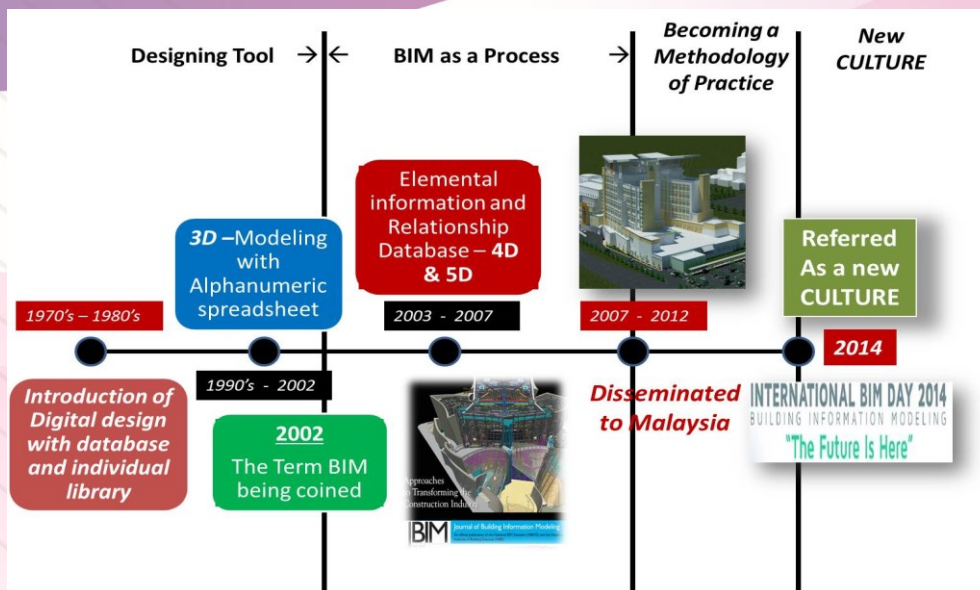 Designing Tool → ← BIM as a Process →
Becoming a
Methodology
of Practice
New
CULTURE
3D –Modeling
with
Alphanumeric
spreadsheet
Elemental
information and
Relationship
Database – 4D
& 5D
Referred
As a new
CULTURE
1970's – 1980's
2003 - 2007
2007 - 2012
2014
1990's - 2002
Introduction of
Digital design
with database
and individual
library
2002
The Term BIM
being coined
Approaches
to Transforming the
Construction Indus
JBIM Journal of Building Information Modeling
Disseminated
to Malaysia
INTERNATIONAL BIM DAY 2014
BUILDING INFORMATION MODELING
"THE FUTURE IS HERE"